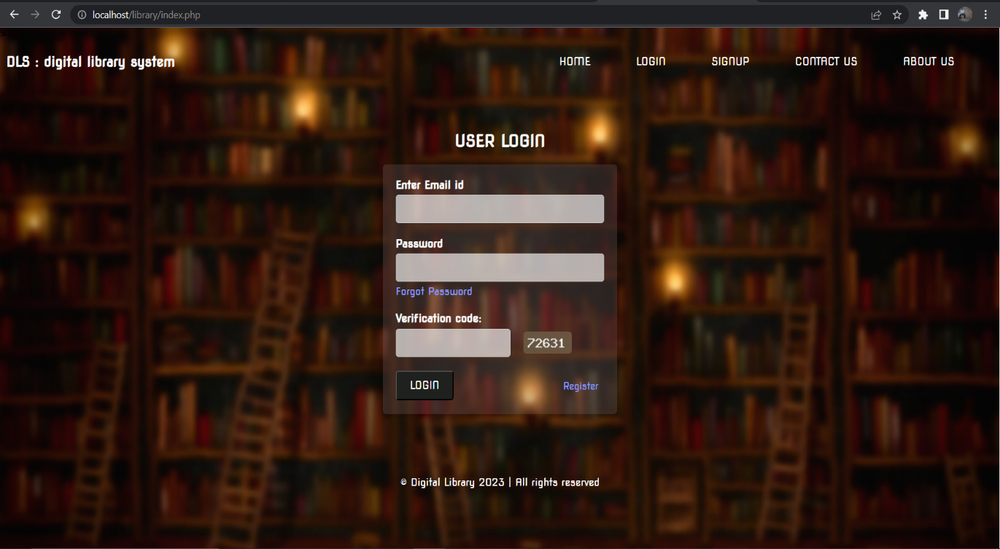 localhost/library/index.php
DLS : digital library system
HOME LOGIN SIGNUP CONTACT US ABOUT US
USER LOGIN
Enter Email id
Password
Forgot Password
Verification code:
72631
LOGIN Register
© Digital Library 2023 | All rights reserved